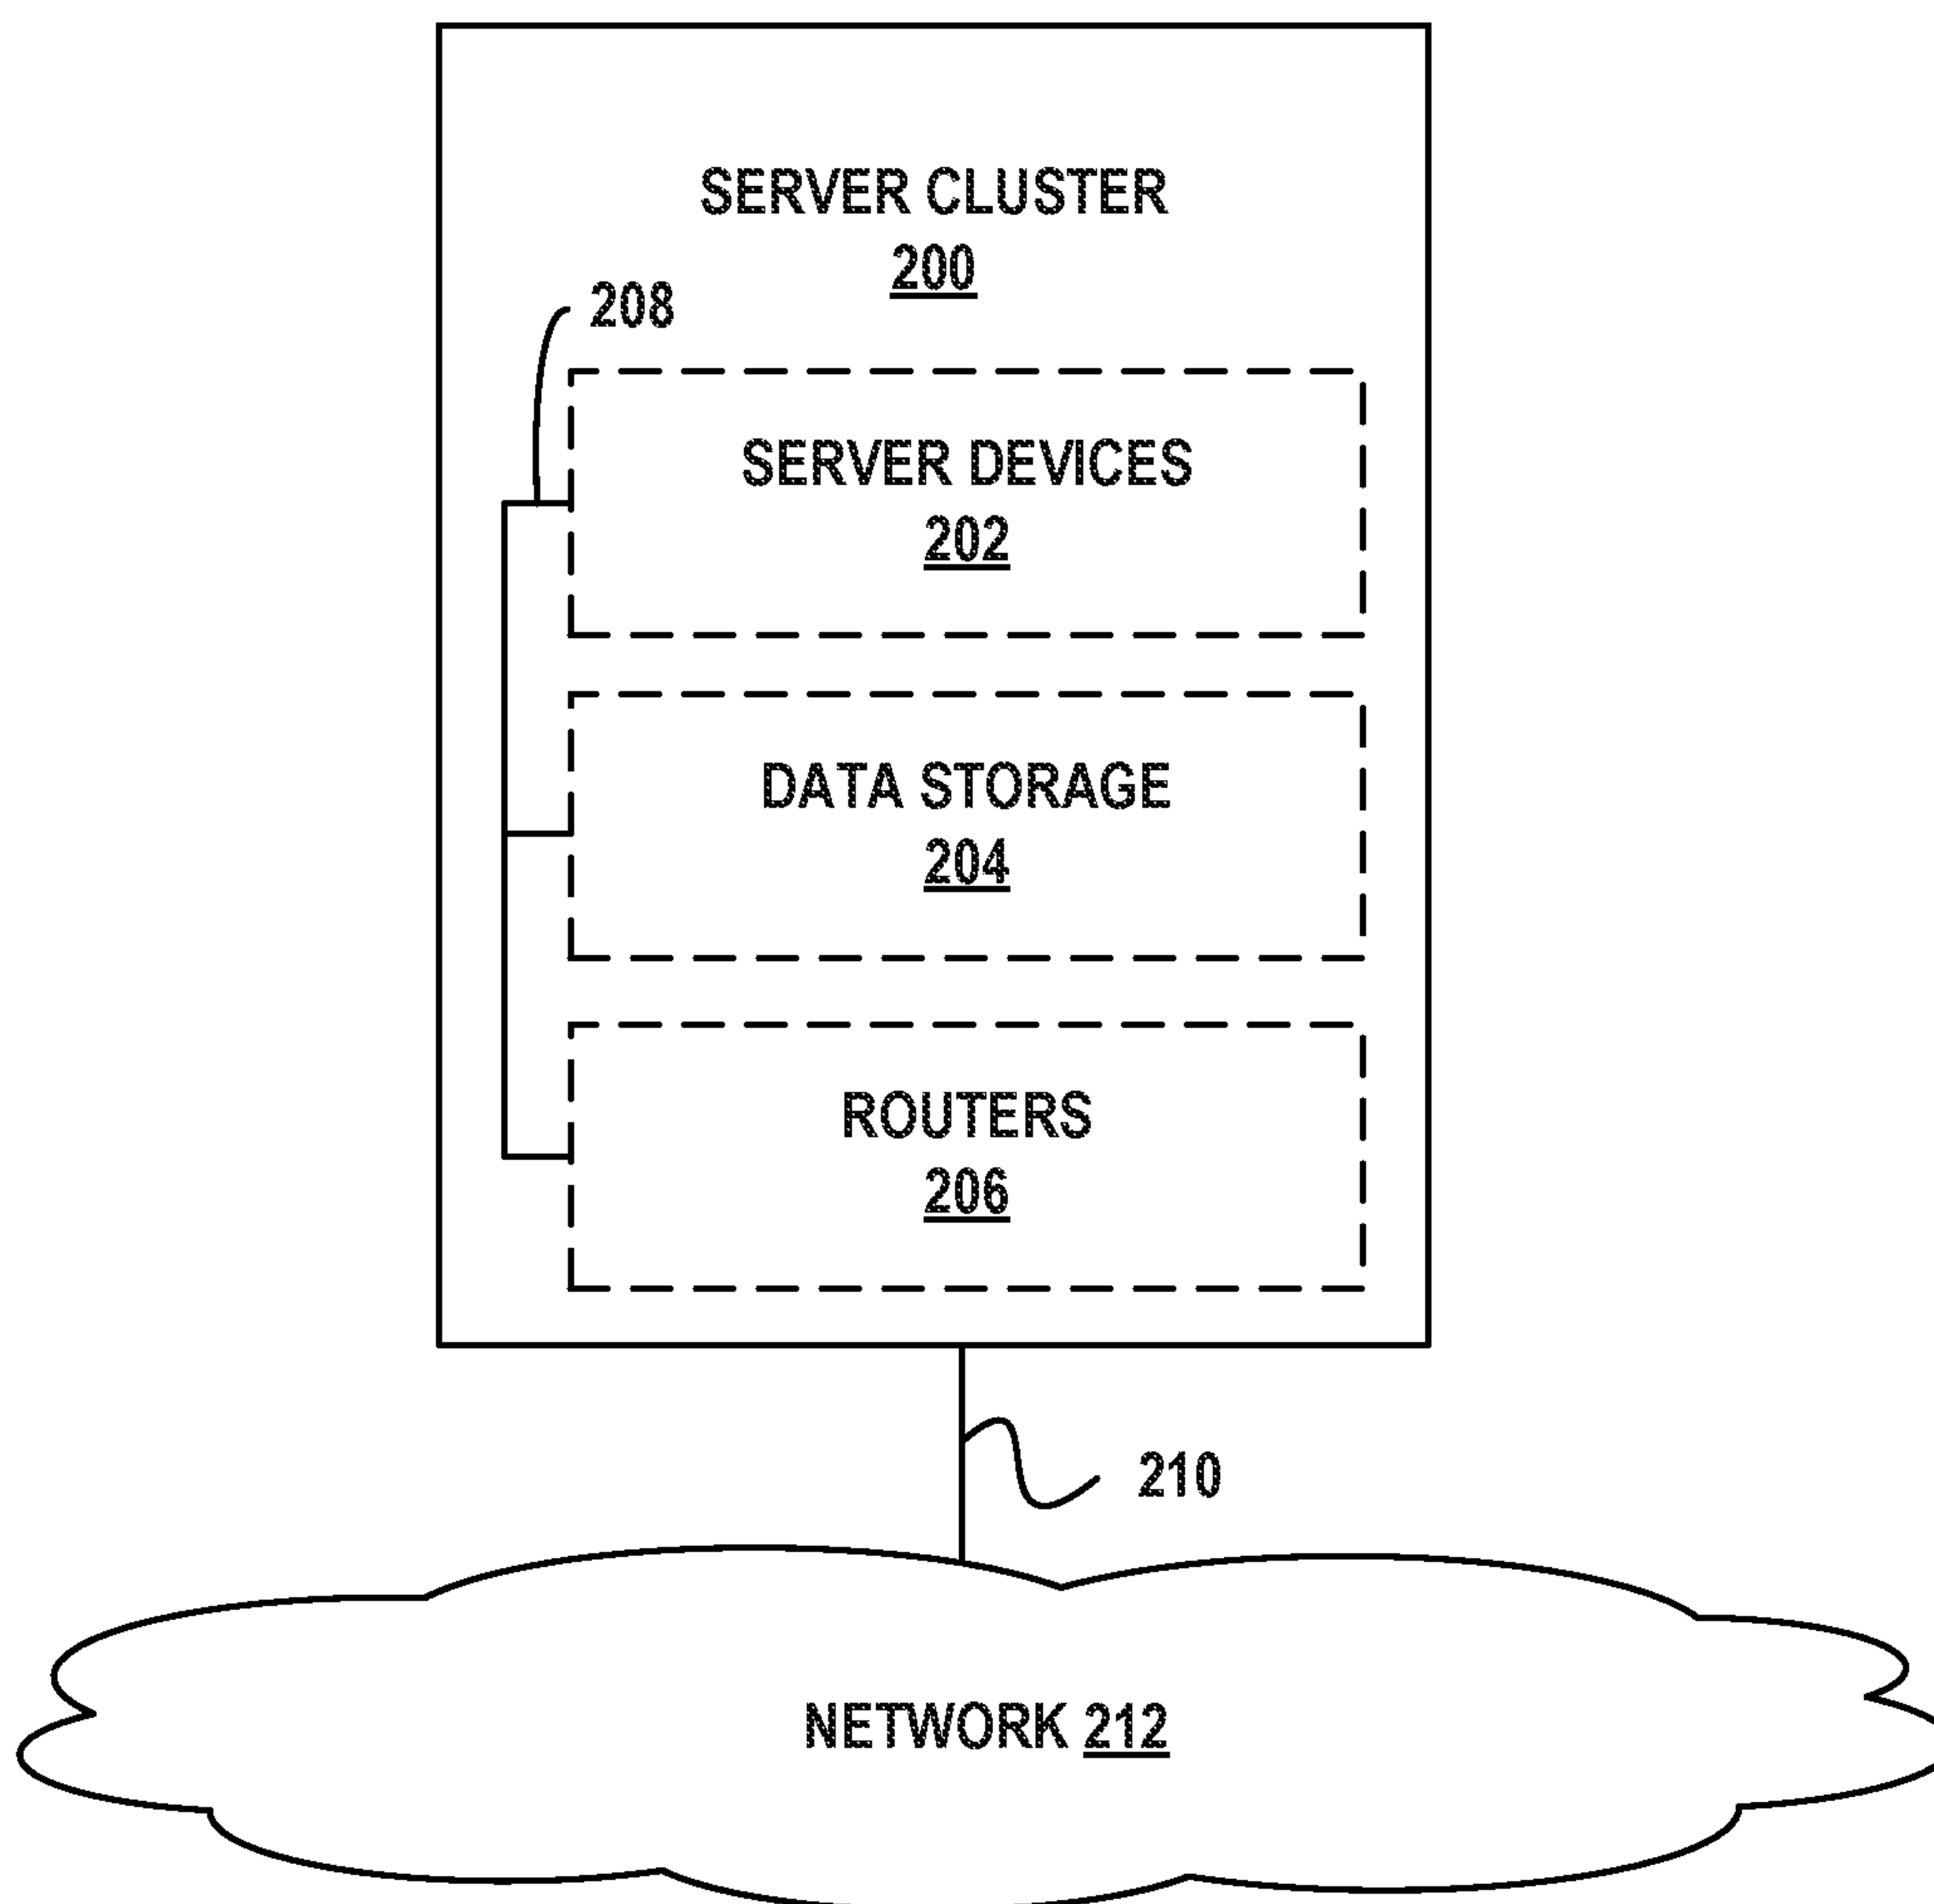 SERVER CLUSTER
200
208
SERVER DEVICES
202
DATA STORAGE
204
ROUTERS
206
210
NETWORK 212